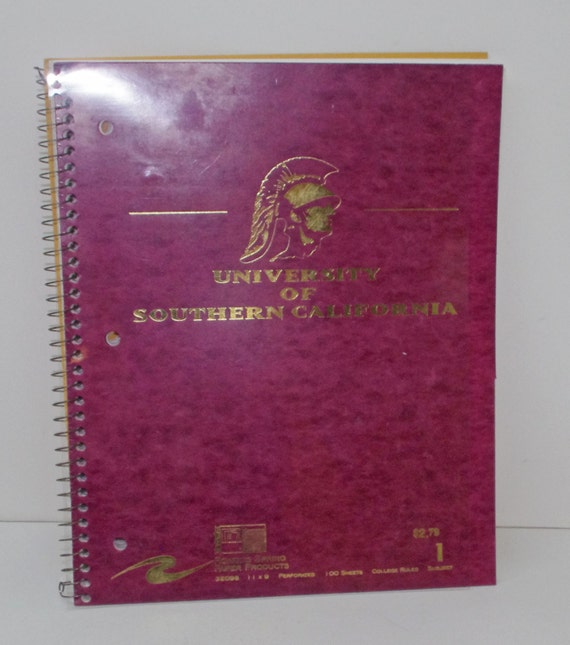 UNIVERSITY
OF
SOUTHERN CALIFORNIA
$2.79
PAPER PRODUCTS
1
11 x 9 PERFORATED 100 SHEETS COLLEGE RULED SUBJECT